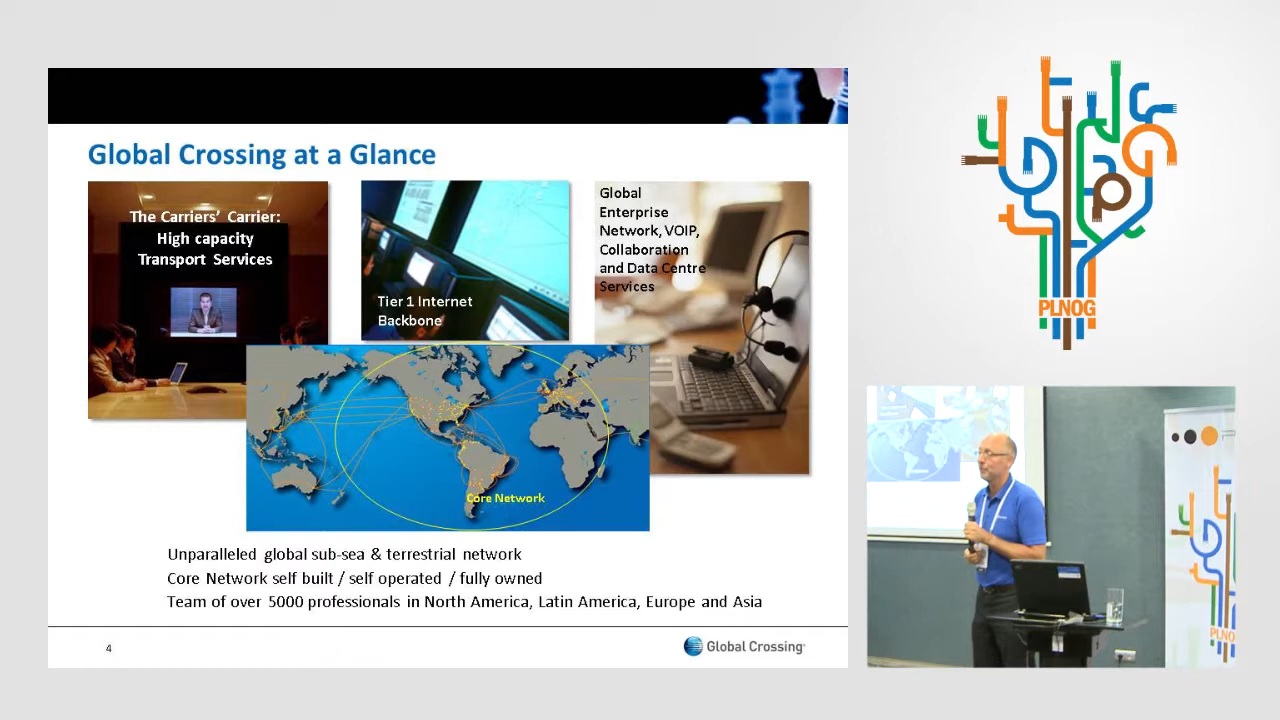 Global Crossing at a Glance
The Carriers’ Carrier:
High capacity
Transport Services
Tier 1 Internet
Backbone
Global
Enterprise
Network, VOIP,
Collaboration
and Data Centre
Services
Core Network
Unparalleled global sub-sea & terrestrial network
Core Network self built / self operated / fully owned
Team of over 5000 professionals in North America, Latin America, Europe and Asia
4
Global Crossing
PLNOG
PLNOG